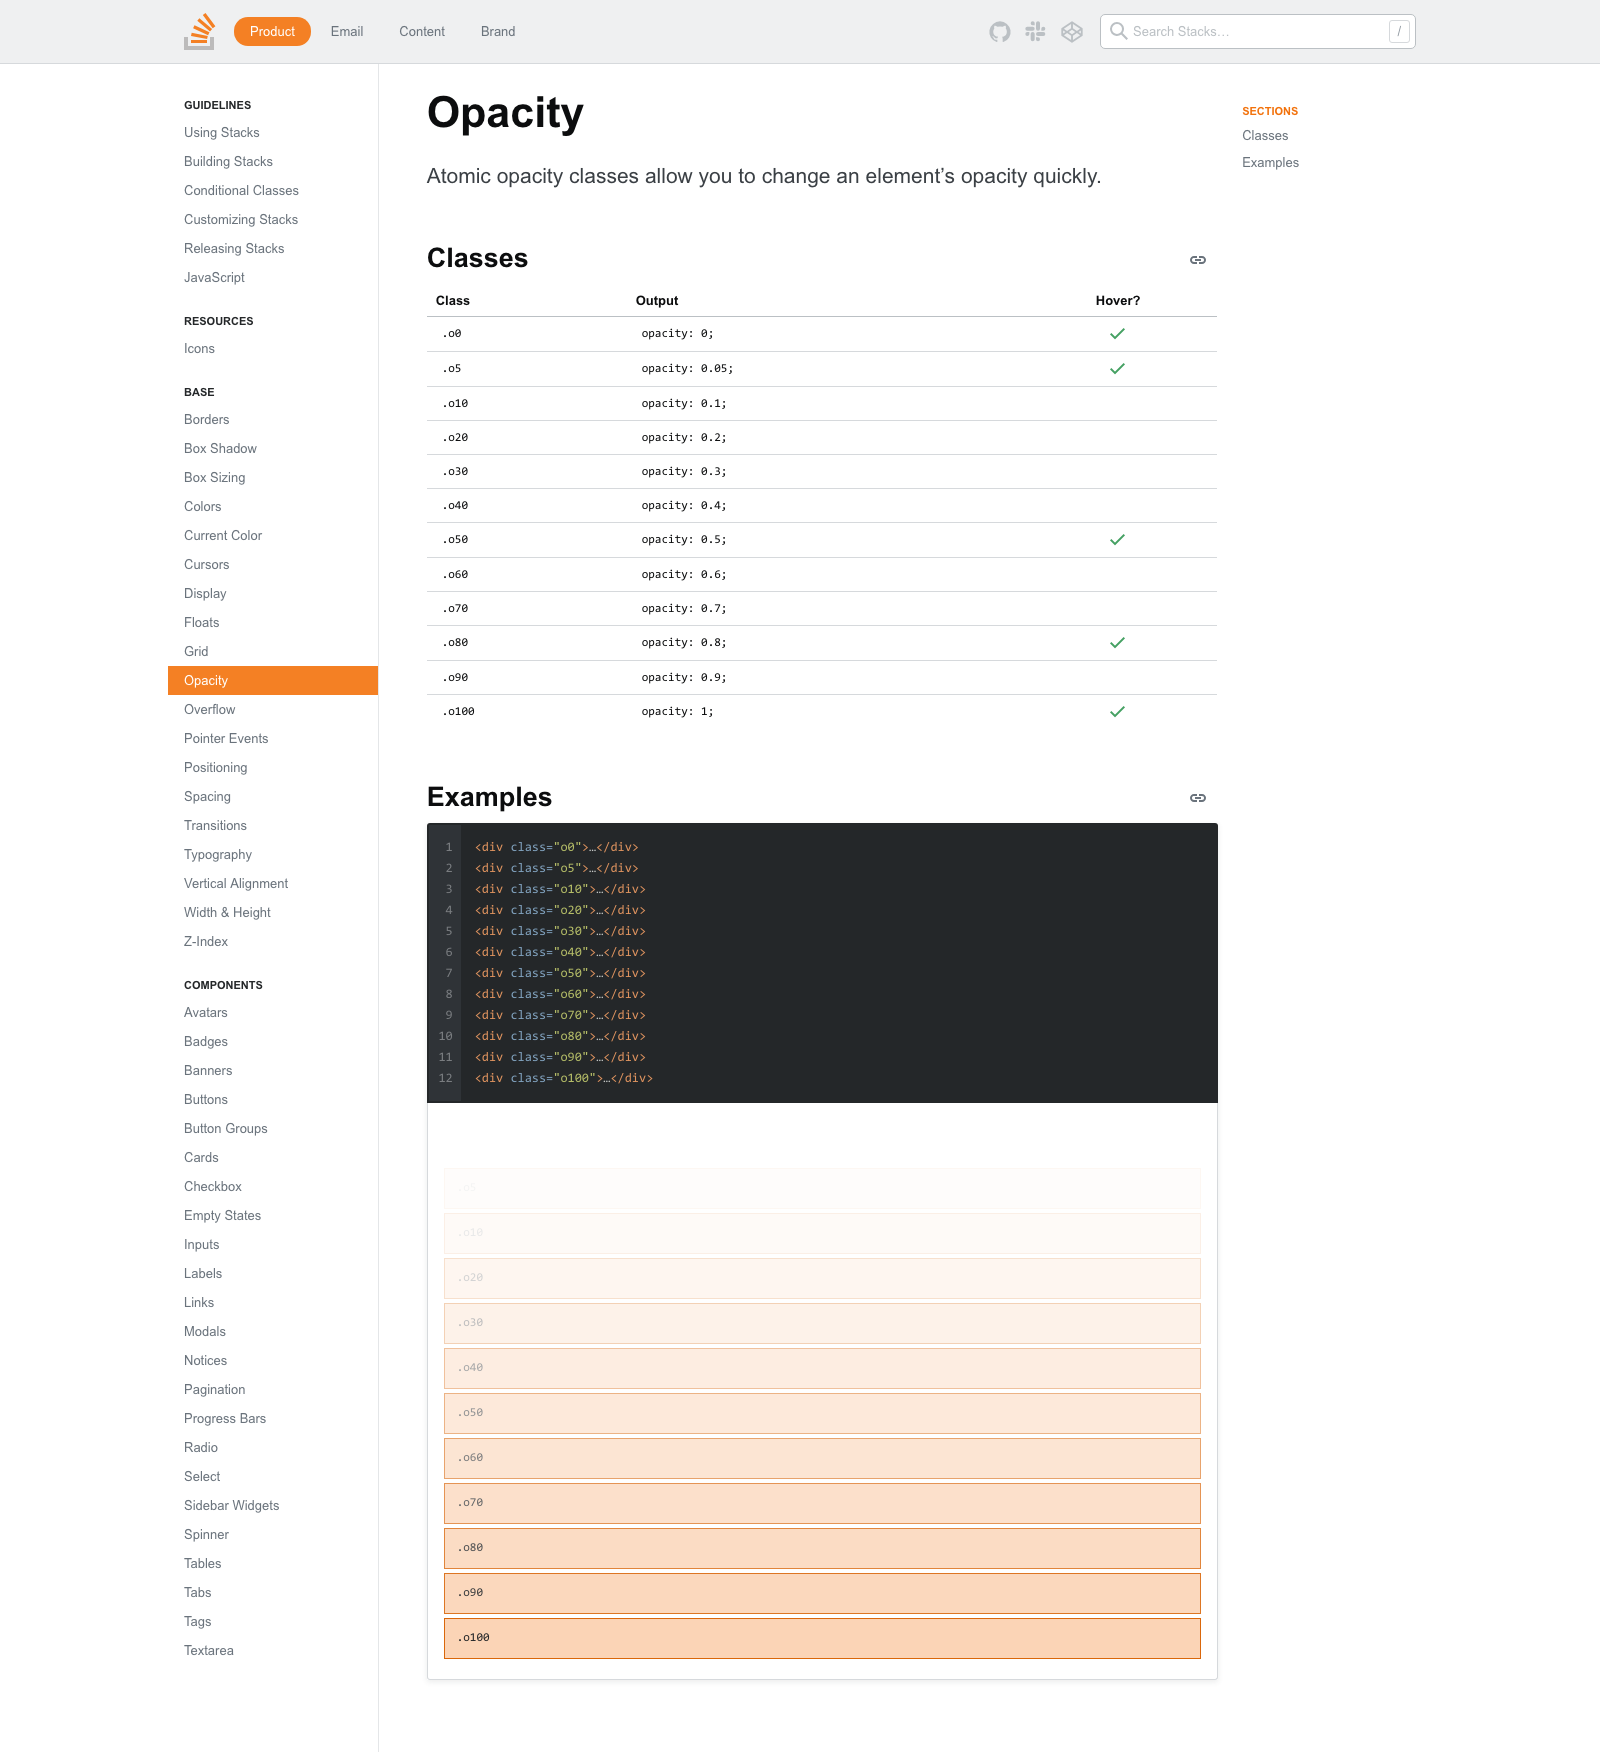 Product Email Content Brand Search Stacks… /
GUIDELINES
Using Stacks
Building Stacks
Conditional Classes
Customizing Stacks
Releasing Stacks
JavaScript
RESOURCES
Icons
BASE
Borders
Box Shadow
Box Sizing
Colors
Current Color
Cursors
Display
Floats
Grid
Opacity
Overflow
Pointer Events
Positioning
Spacing
Transitions
Typography
Vertical Alignment
Width & Height
Z-Index
COMPONENTS
Avatars
Badges
Banners
Buttons
Button Groups
Cards
Checkbox
Empty States
Inputs
Labels
Links
Modals
Notices
Pagination
Progress Bars
Radio
Select
Sidebar Widgets
Spinner
Tables
Tabs
Tags
Textarea
Opacity
Atomic opacity classes allow you to change an element’s opacity quickly.
Classes
Class Output Hover?
.o0 opacity: 0;
.o5 opacity: 0.05;
.o10 opacity: 0.1;
.o20 opacity: 0.2;
.o30 opacity: 0.3;
.o40 opacity: 0.4;
.o50 opacity: 0.5;
.o60 opacity: 0.6;
.o70 opacity: 0.7;
.o80 opacity: 0.8;
.o90 opacity: 0.9;
.o100 opacity: 1;
Examples
1 <div class="o0">…</div>
2 <div class="o5">…</div>
3 <div class="o10">…</div>
4 <div class="o20">…</div>
5 <div class="o30">…</div>
6 <div class="o40">…</div>
7 <div class="o50">…</div>
8 <div class="o60">…</div>
9 <div class="o70">…</div>
10 <div class="o80">…</div>
11 <div class="o90">…</div>
12 <div class="o100">…</div>
.o5
.o10
.o20
.o30
.o40
.o50
.o60
.o70
.o80
.o90
.o100
SECTIONS
Classes
Examples